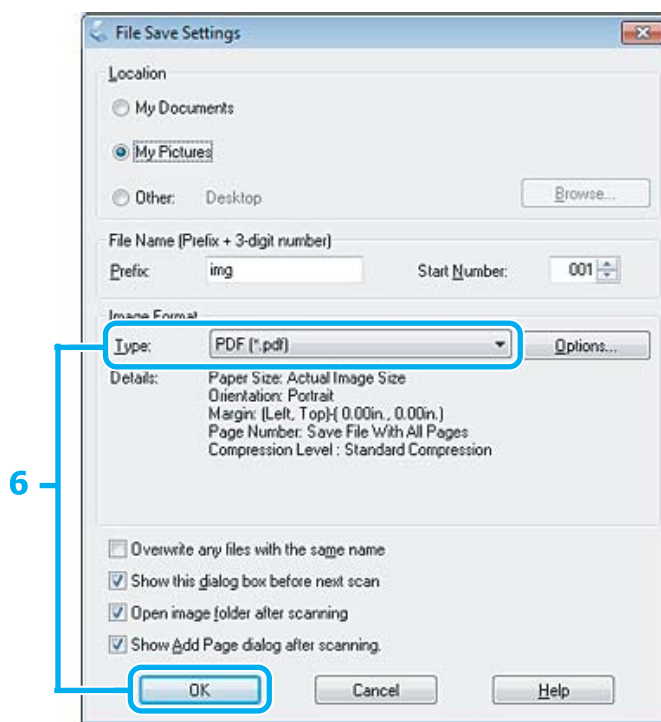 File Save Settings
Location
My Documents
My Pictures
Other: Desktop Browse...
File Name (Prefix + 3-digit number)
Prefix: img Start Number: 001
Image Format
Type: PDF (*.pdf) Options...
Details: Paper Size: Actual Image Size
Orientation: Portrait
Margin: (Left, Top)-( 0.00in., 0.00in.)
Page Number: Save File With All Pages
Compression Level : Standard Compression
6
Overwrite any files with the same name
Show this dialog box before next scan
Open image folder after scanning
Show Add Page dialog after scanning.
OK Cancel Help